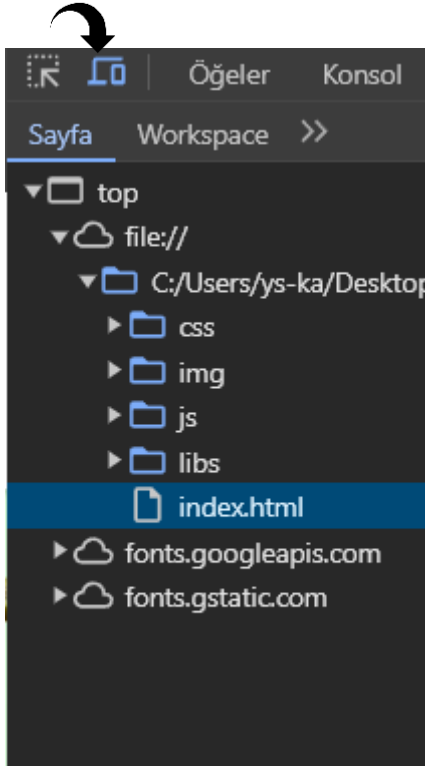 Öğeler Konsol
Sayfa Workspace
top
file://
C:/Users/ys-ka/Desktop
css
img
js
libs
index.html
fonts.googleapis.com
fonts.gstatic.com